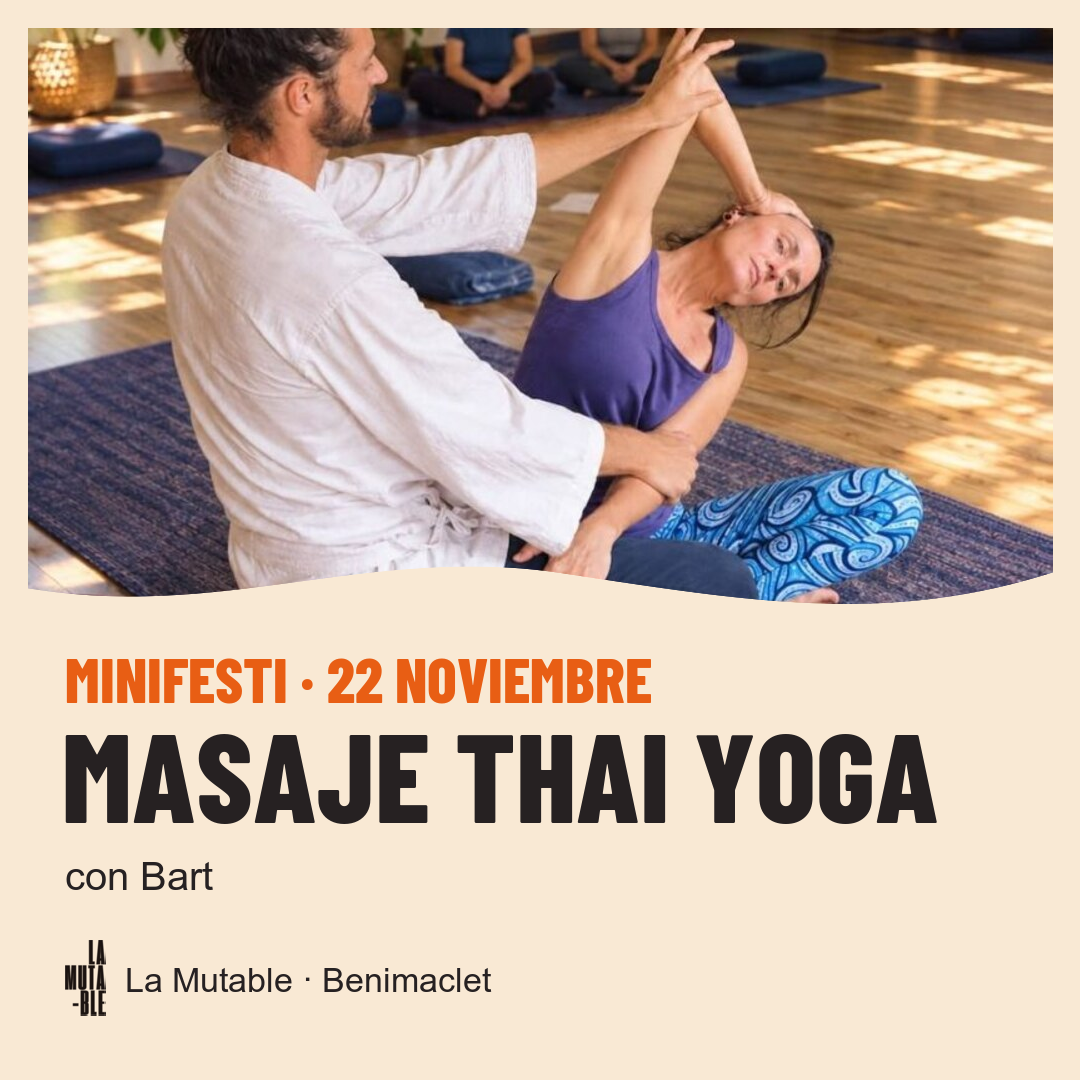 MINIFESTI · 22 NOVIEMBRE
MASAJE THAI YOGA
con Bart
LA
MUTA
-BLE
La Mutable · Benimaclet